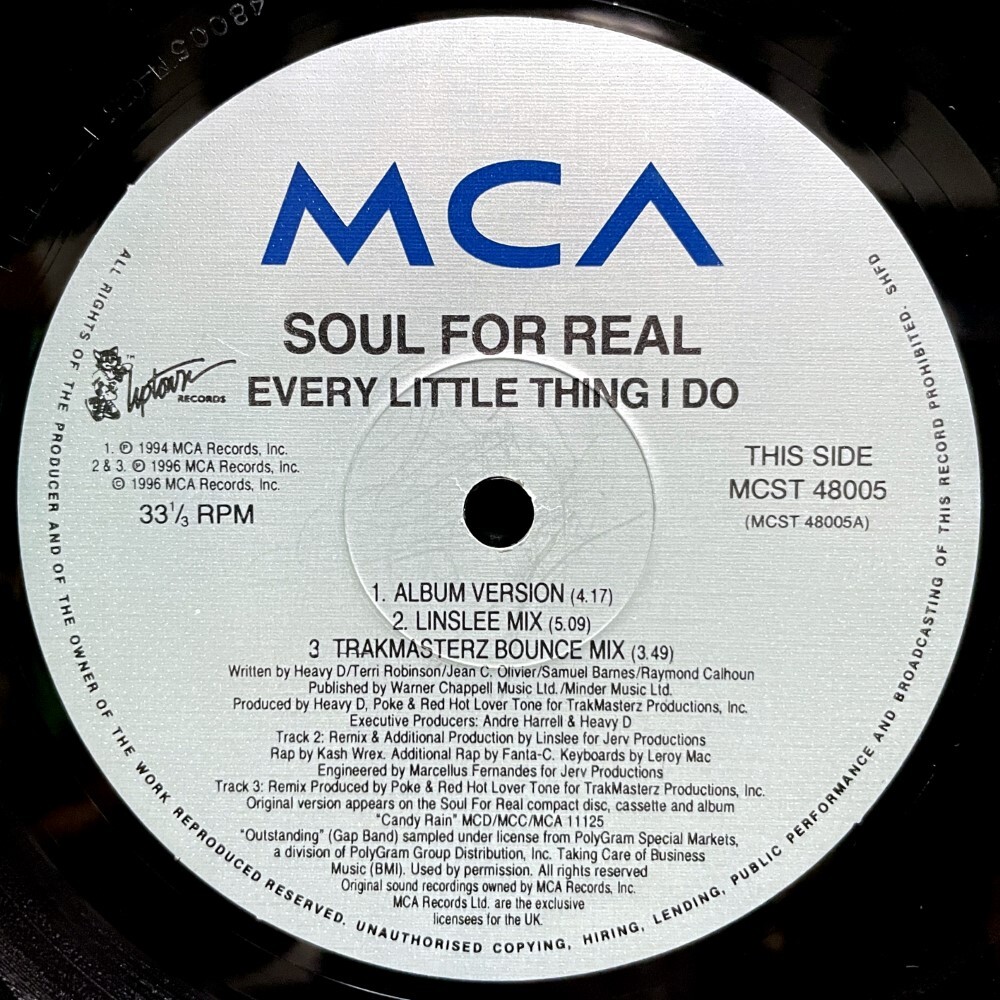 MCA
SOUL FOR REAL
EVERY LITTLE THING I DO
Uptown
RECORDS
TM
1. ℗ 1994 MCA Records, Inc.
2 & 3. ℗ 1996 MCA Records, Inc.
© 1996 MCA Records, Inc.
33⅓ RPM
THIS SIDE
MCST 48005
(MCST 48005A)
1. ALBUM VERSION (4.17)
2. LINSLEE MIX (5.09)
3 TRAKMASTERZ BOUNCE MIX (3.49)
Written by Heavy D/Terri Robinson/Jean C. Olivier/Samuel Barnes/Raymond Calhoun
Published by Warner Chappell Music Ltd./Minder Music Ltd.
Produced by Heavy D, Poke & Red Hot Lover Tone for TrakMasterz Productions, Inc.
Executive Producers: Andre Harrell & Heavy D
Track 2: Remix & Additional Production by Linslee for Jerv Productions
Rap by Kash Wrex. Additional Rap by Fanta-C. Keyboards by Leroy Mac
Engineered by Marcellus Fernandes for Jerv Productions
Track 3: Remix Produced by Poke & Red Hot Lover Tone for TrakMasterz Productions, Inc.
Original version appears on the Soul For Real compact disc, cassette and album
"Candy Rain" MCD/MCC/MCA 11125
"Outstanding" (Gap Band) sampled under license from PolyGram Special Markets,
a division of PolyGram Group Distribution, Inc. Taking Care of Business
Music (BMI). Used by permission. All rights reserved
Original sound recordings owned by MCA Records, Inc.
MCA Records Ltd. are the exclusive
licensees for the UK.
ALL RIGHTS OF THE PRODUCER AND OF THE OWNER OF THE WORK REPRODUCED RESERVED. UNAUTHORISED COPYING, HIRING, LENDING, PUBLIC PERFORMANCE AND BROADCASTING OF THIS RECORD PROHIBITED. SHFD